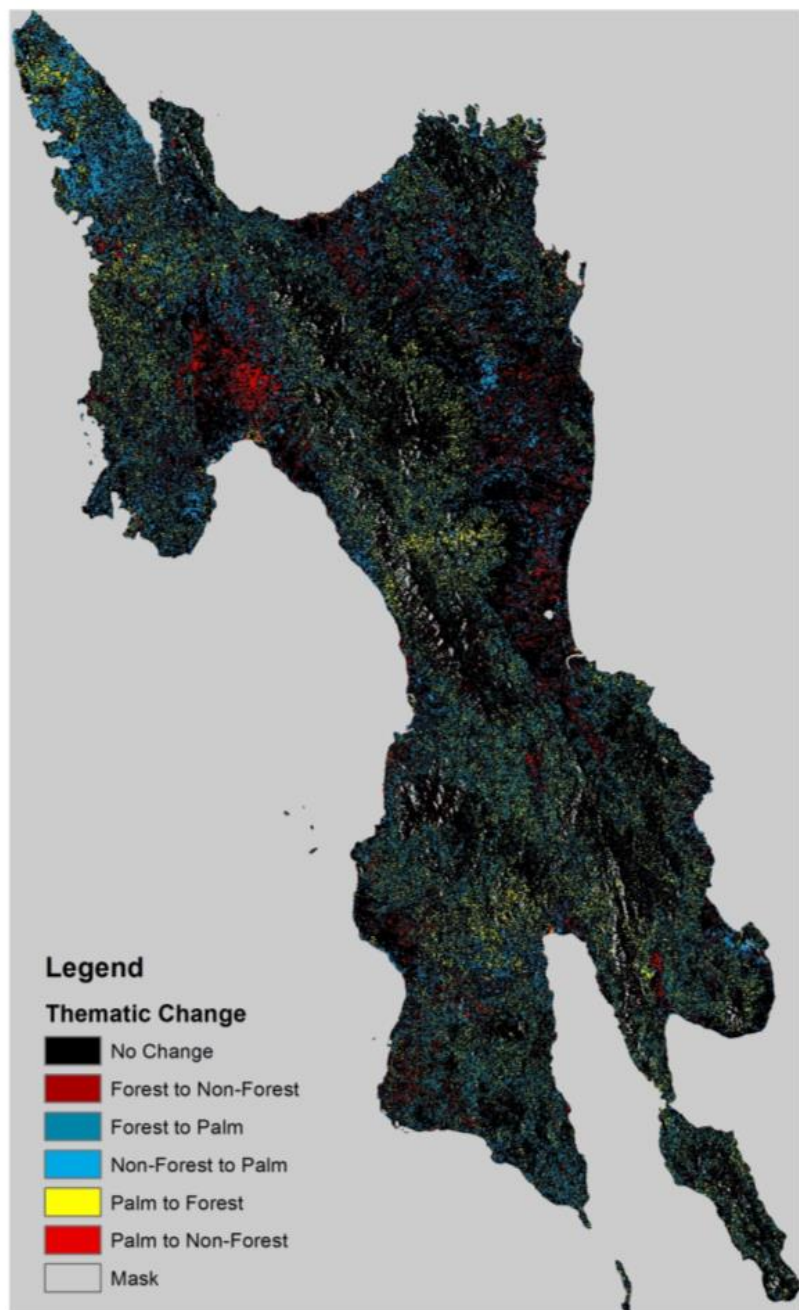 Legend
Thematic Change
No Change
Forest to Non-Forest
Forest to Palm
Non-Forest to Palm
Palm to Forest
Palm to Non-Forest
Mask